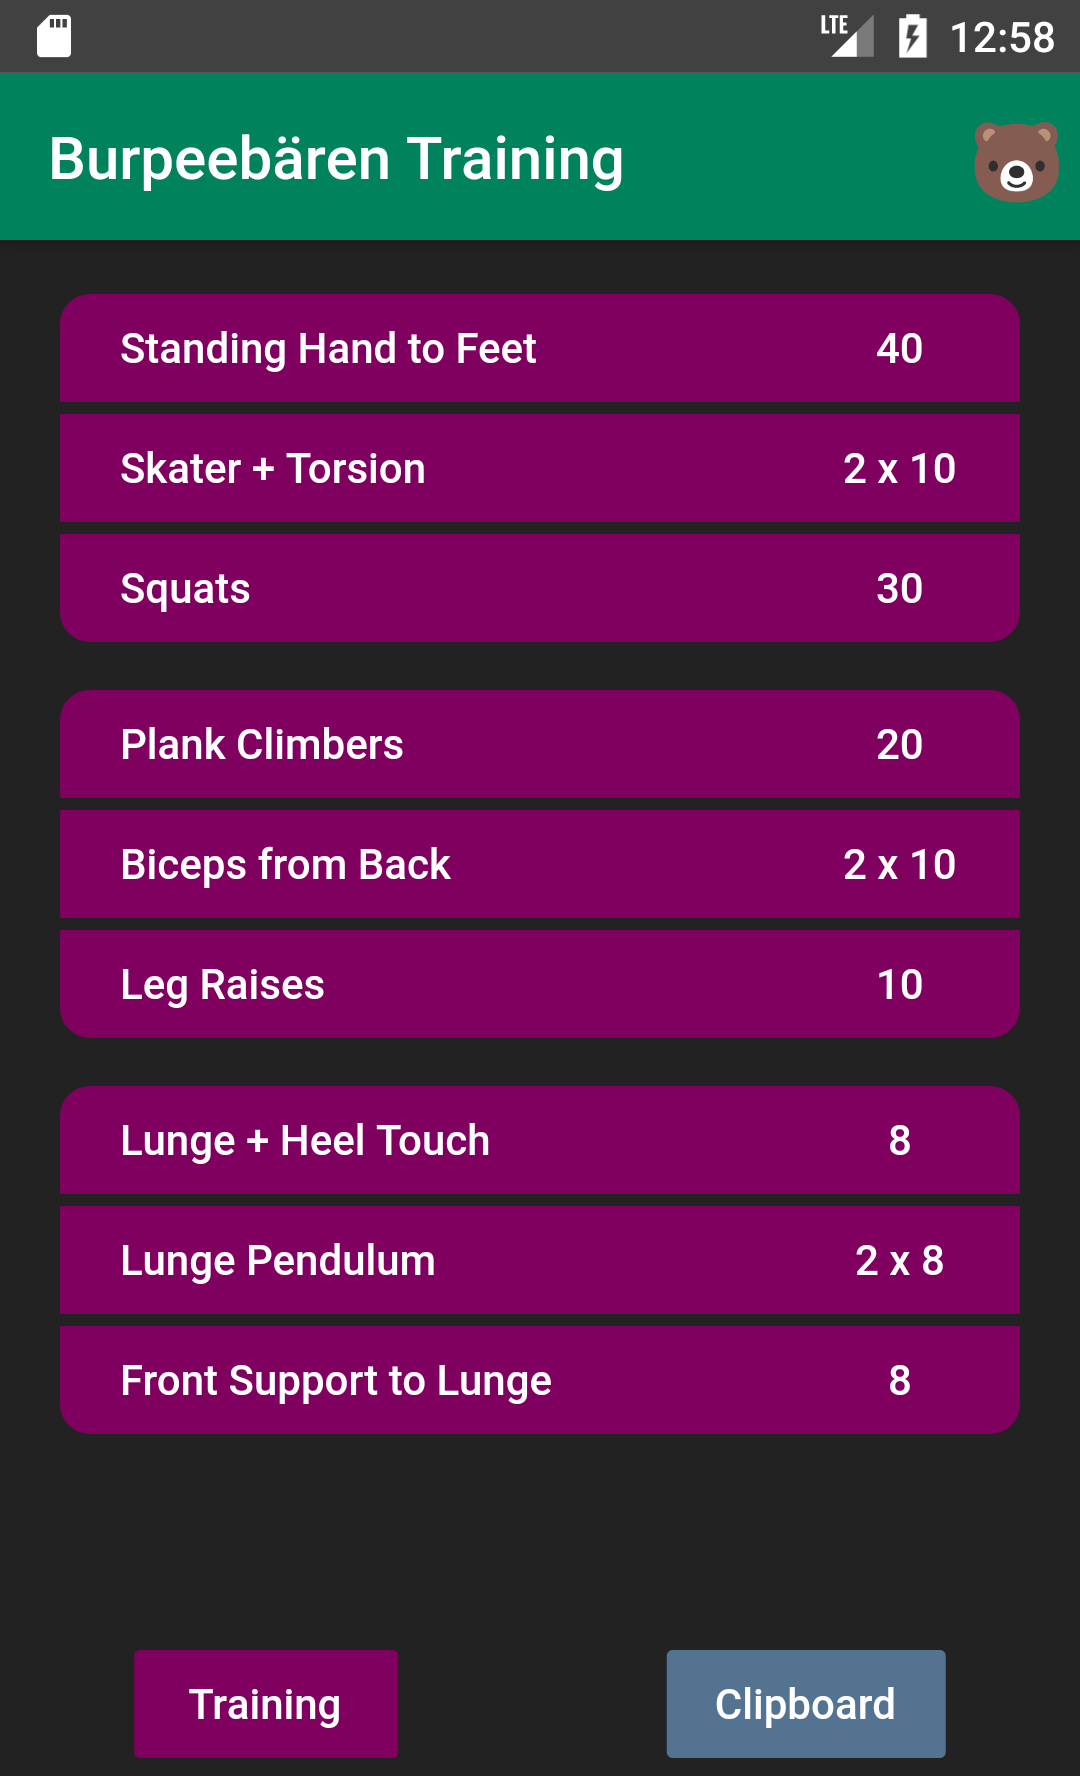 LTE 12:58
Burpeebären Training
Standing Hand to Feet 40
Skater + Torsion 2 x 10
Squats 30
Plank Climbers 20
Biceps from Back 2 x 10
Leg Raises 10
Lunge + Heel Touch 8
Lunge Pendulum 2 x 8
Front Support to Lunge 8
Training Clipboard